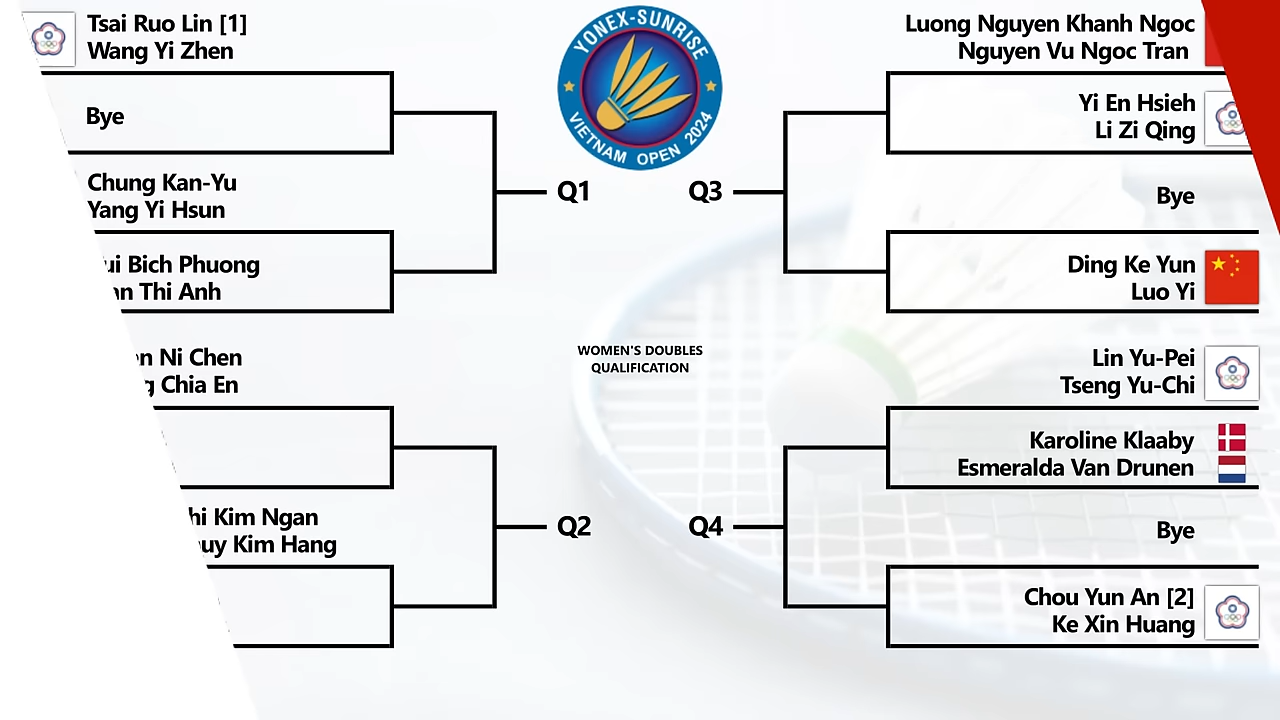 Tsai Ruo Lin [1]
Wang Yi Zhen
Bye
Chung Kan-Yu
Yang Yi Hsun
Bich Phuong
Thi Anh
Ni Chen
Chia En
Kim Ngan
Kim Hang
Q1
Q2
YONEX-SUNRISE
VIETNAM OPEN 2024
WOMEN'S DOUBLES
QUALIFICATION
Q3
Q4
Luong Nguyen Khanh Ngoc
Nguyen Vu Ngoc Tran
Yi En Hsieh
Li Zi Qing
Bye
Ding Ke Yun
Luo Yi
Lin Yu-Pei
Tseng Yu-Chi
Karoline Klaaby
Esmeralda Van Drunen
Bye
Chou Yun An [2]
Ke Xin Huang